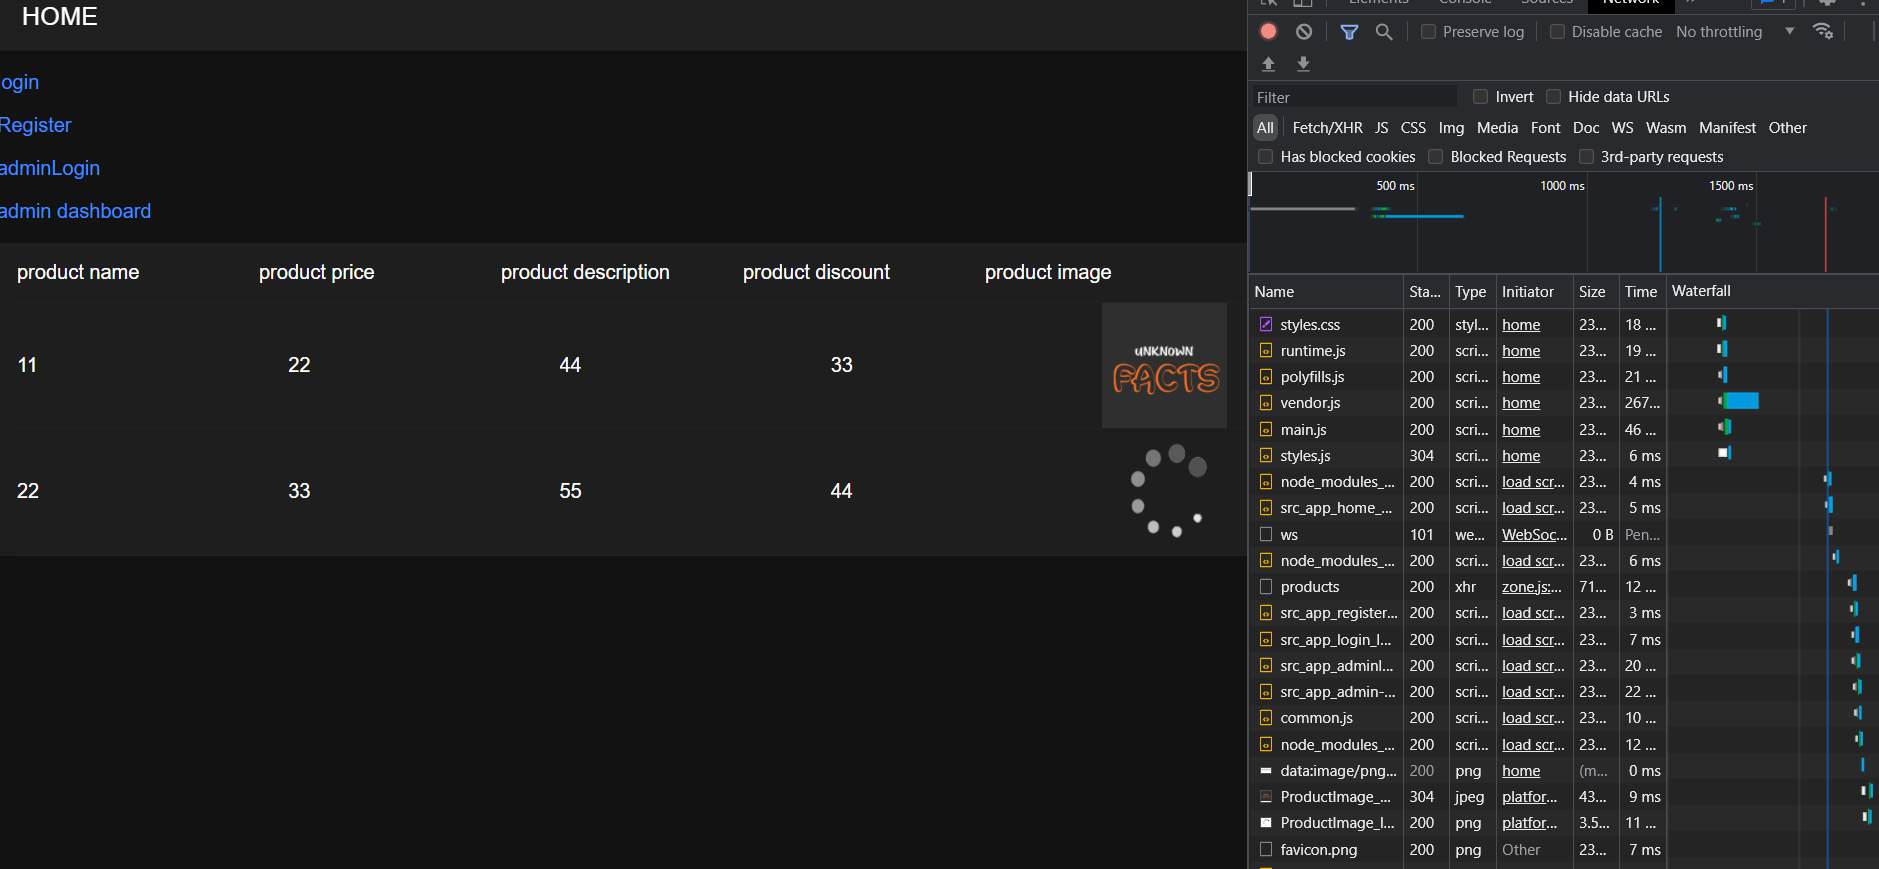 HOME
ogin
Register
adminLogin
admin dashboard
product name product price product description product discount product image
11 22 44 33
UNKNOWN
FACTS
22 33 55 44
Elements Console Sources Network
Preserve log Disable cache No throttling
Filter Invert Hide data URLs
All Fetch/XHR JS CSS Img Media Font Doc WS Wasm Manifest Other
Has blocked cookies Blocked Requests 3rd-party requests
500 ms 1000 ms 1500 ms
Name Sta... Type Initiator Size Time Waterfall
styles.css 200 styl... home 23... 18 ...
runtime.js 200 scri... home 23... 19 ...
polyfills.js 200 scri... home 23... 21 ...
vendor.js 200 scri... home 23... 267...
main.js 200 scri... home 23... 46 ...
styles.js 304 scri... home 23... 6 ms
node_modules_... 200 scri... load scr... 23... 4 ms
src_app_home_... 200 scri... load scr... 23... 5 ms
ws 101 we... WebSoc... 0 B Pen...
node_modules_... 200 scri... load scr... 23... 6 ms
products 200 xhr zone.js:... 71... 12 ...
src_app_register... 200 scri... load scr... 23... 3 ms
src_app_login_l... 200 scri... load scr... 23... 7 ms
src_app_adminl... 200 scri... load scr... 23... 20 ...
src_app_admin-... 200 scri... load scr... 23... 22 ...
common.js 200 scri... load scr... 23... 10 ...
node_modules_... 200 scri... load scr... 23... 12 ...
data:image/png... 200 png home (m... 0 ms
ProductImage_... 304 jpeg platfor... 43... 9 ms
ProductImage_l... 200 png platfor... 3.5... 11 ...
favicon.png 200 png Other 23... 7 ms